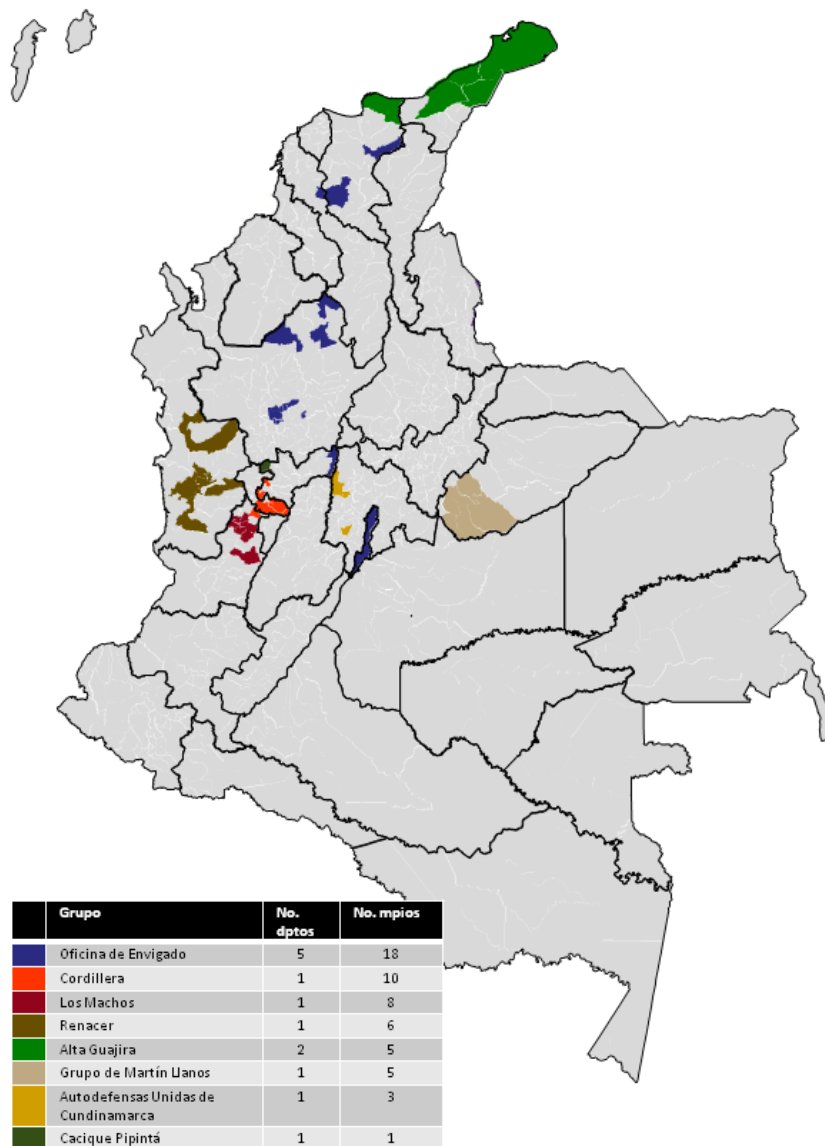 Grupo No. dptos No. mpios
Oficina de Envigado 5 18
Cordillera 1 10
Los Machos 1 8
Renacer 1 6
Alta Guajira 2 5
Grupo de Martín Llanos 1 5
Autodefensas Unidas de Cundinamarca 1 3
Cacique Pipintá 1 1